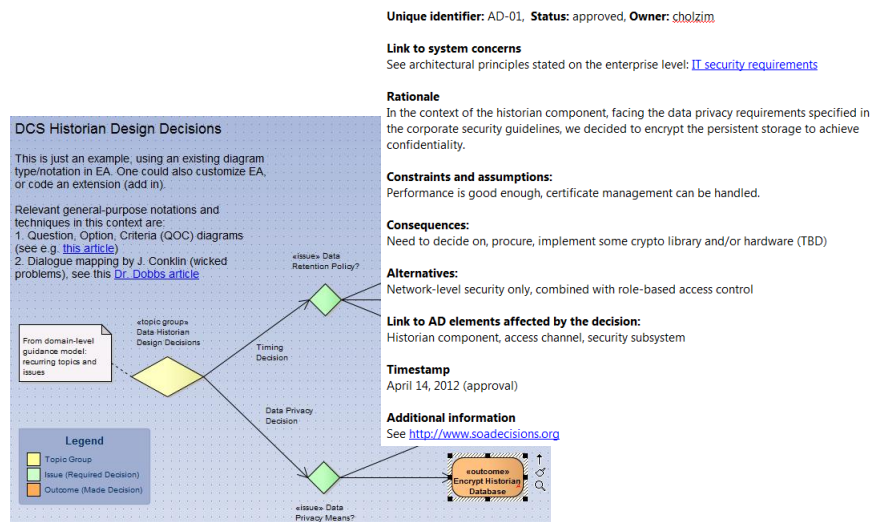 Unique identifier: AD-01, Status: approved, Owner: cholzim
Link to system concerns
See architectural principles stated on the enterprise level: IT security requirements
Rationale
In the context of the historian component, facing the data privacy requirements specified in
the corporate security guidelines, we decided to encrypt the persistent storage to achieve
confidentiality.
Constraints and assumptions:
Performance is good enough, certificate management can be handled.
Consequences:
Need to decide on, procure, implement some crypto library and/or hardware (TBD)
Alternatives:
Network-level security only, combined with role-based access control
Link to AD elements affected by the decision:
Historian component, access channel, security subsystem
Timestamp
April 14, 2012 (approval)
Additional information
See http://www.soadecisions.org
DCS Historian Design Decisions
This is just an example, using an existing diagram
type/notation in EA. One could also customize EA,
or code an extension (add in).
Relevant general-purpose notations and
techniques in this context are:
1. Question, Option, Criteria (QOC) diagrams
(see e.g. this article)
2. Dialogue mapping by J. Conklin (wicked
problems), see this Dr. Dobbs article
«issue» Data
Retention Policy?
«topic group»
Data Historian
Design Decisions
From domain-level
guidance model:
recurring topics and
issues
Timing
Decision
Data Privacy
Decision
Legend
Topic Group
Issue (Required Decision)
Outcome (Made Decision)
«outcome»
Encrypt Historian
Database
«issue» Data
Privacy Means?